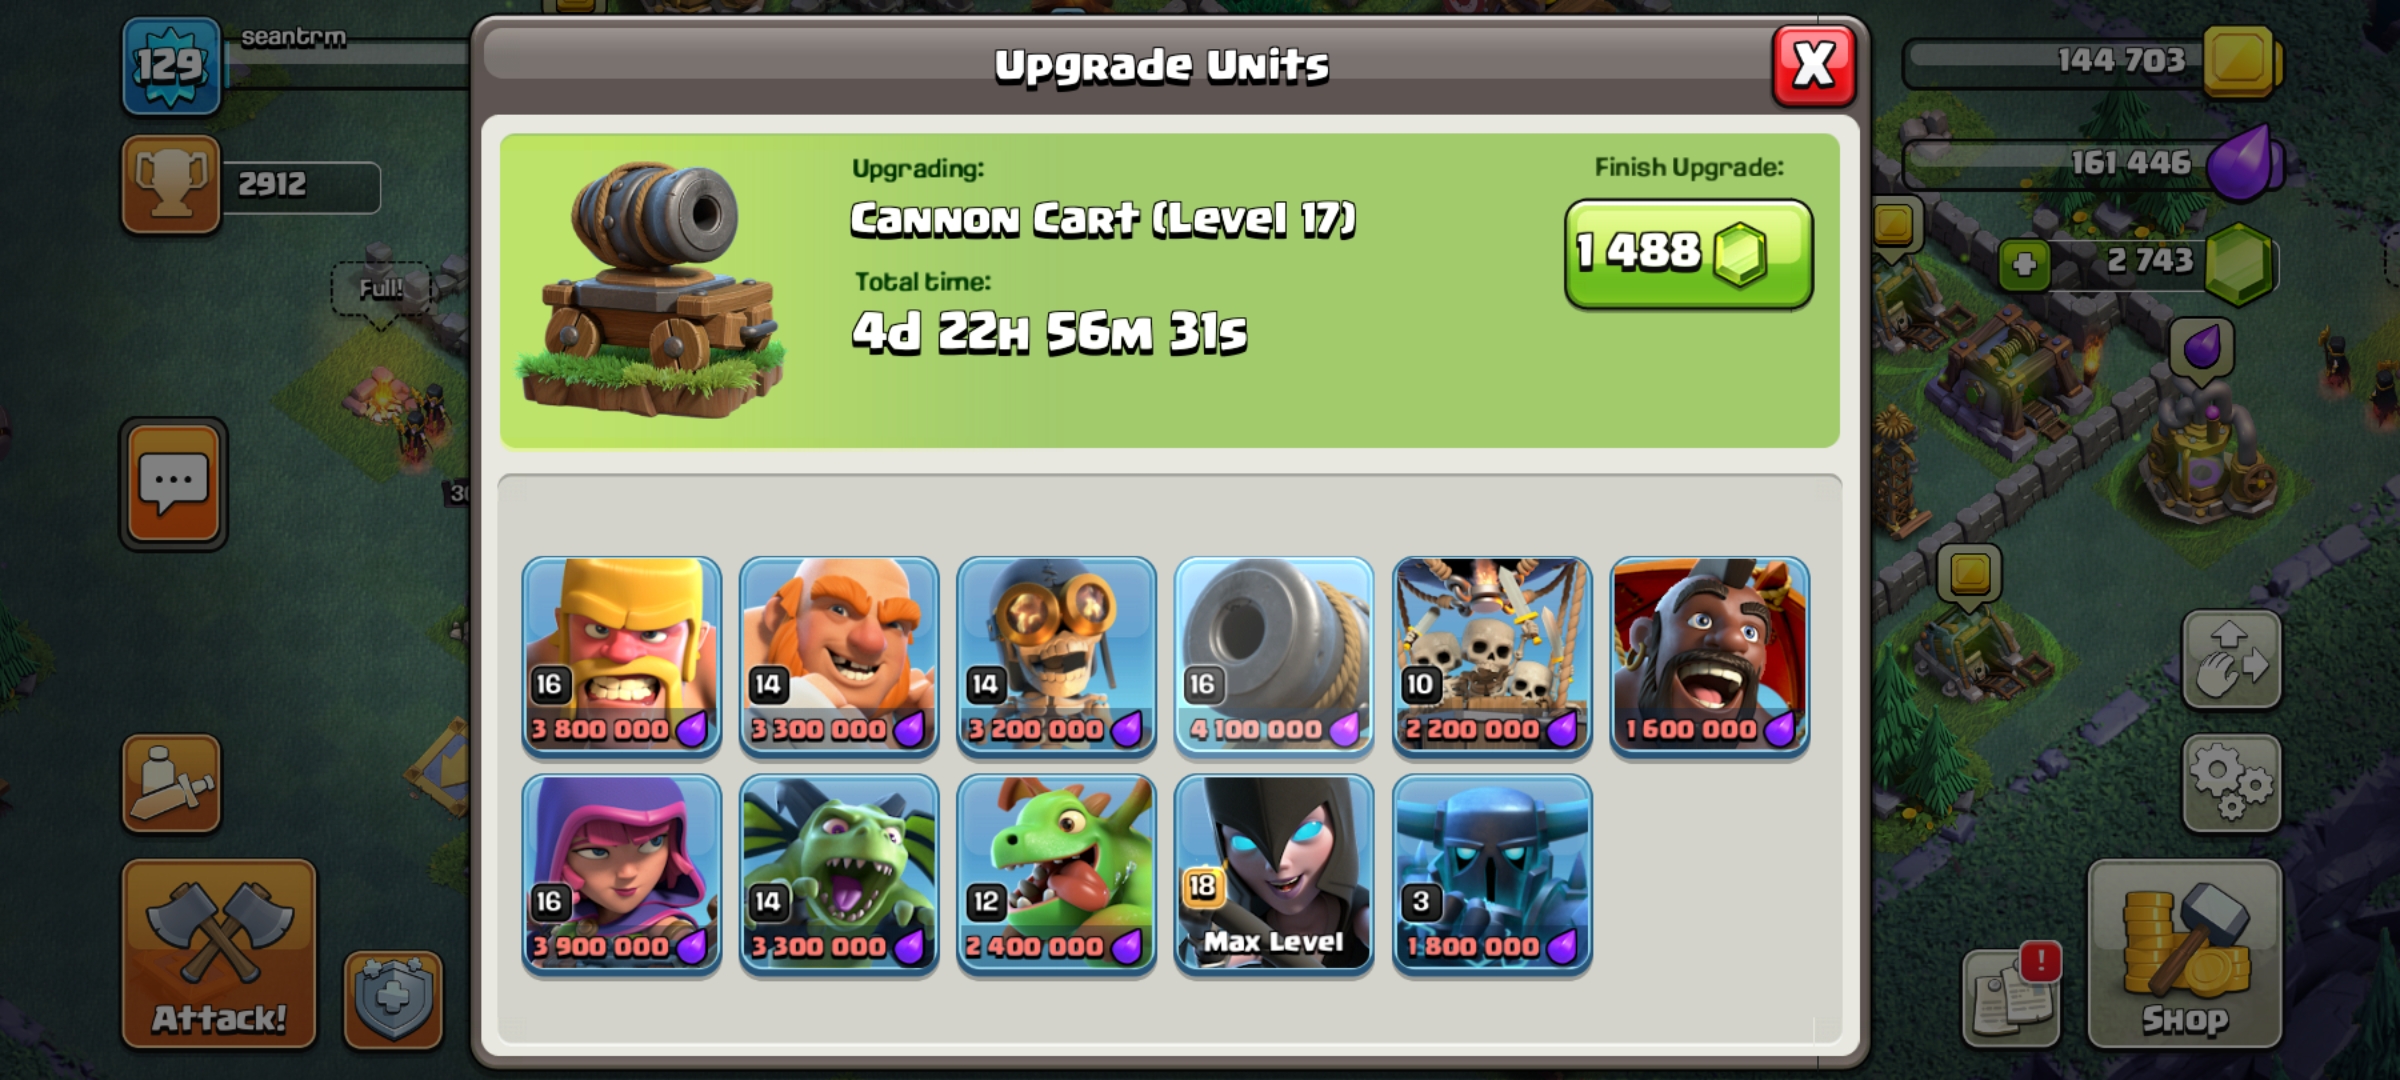 129
seantrm
Upgrade Units
X
144 703
2912
161 446
2 743
Full!
Upgrading:
Cannon Cart (Level 17)
Total time:
4d 22H 56M 31s
Finish Upgrade:
1 488
16
3 800 000
14
3 300 000
14
3 200 000
16
4 100 000
10
2 200 000
1 600 000
16
3 900 000
14
3 300 000
12
2 400 000
18
Max Level
3
1 800 000
Attack!
!
Shop